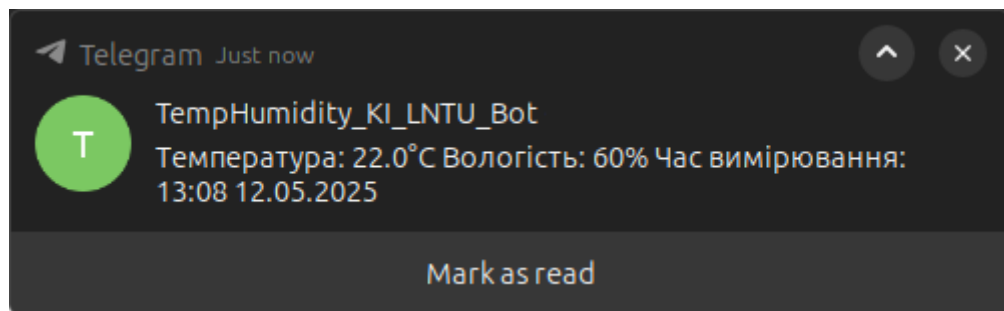 Telegram Just now
TempHumidity_KI_LNTU_Bot
T
Температура: 22.0°C Вологість: 60% Час вимірювання:
13:08 12.05.2025
Mark as read